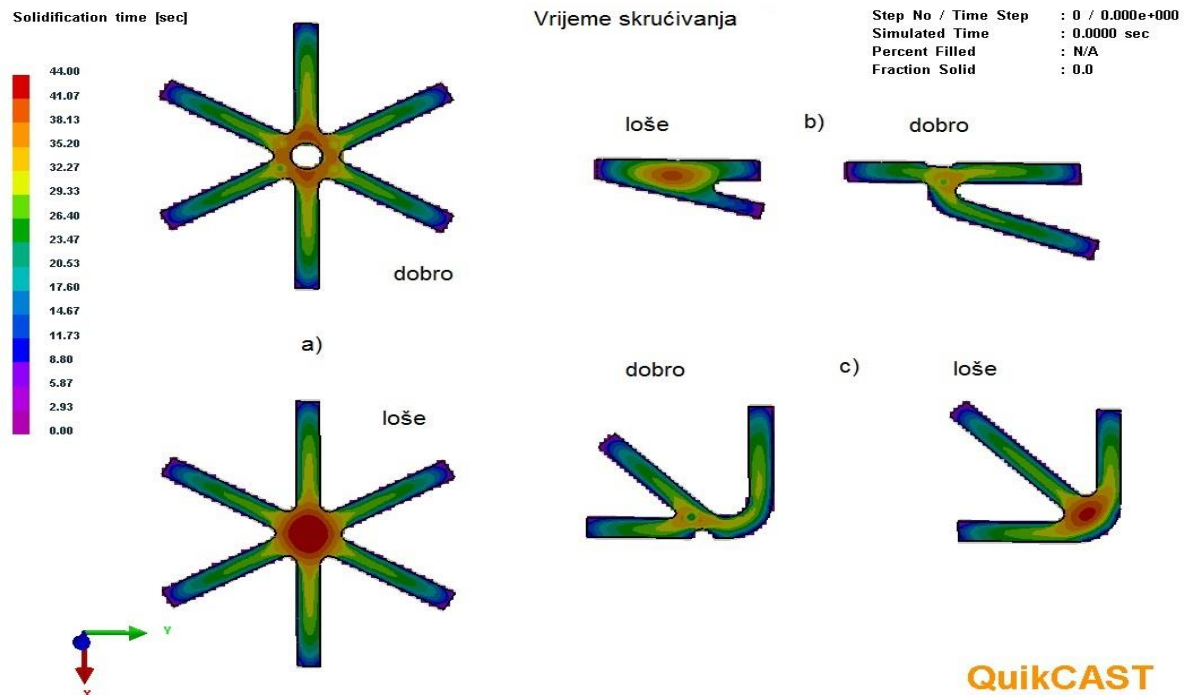 Solidification time [sec]
Vrijeme skrućivanja
Step No / Time Step : 0 / 0.000e+000
Simulated Time : 0.0000 sec
Percent Filled : N/A
Fraction Solid : 0.0
44.00
41.07
38.13
35.20
32.27
29.33
26.40
23.47
20.53
17.60
14.67
11.73
8.80
5.87
2.93
0.00
dobro
a)
loše
loše
b)
dobro
dobro
c)
loše
Y
X
QuikCAST